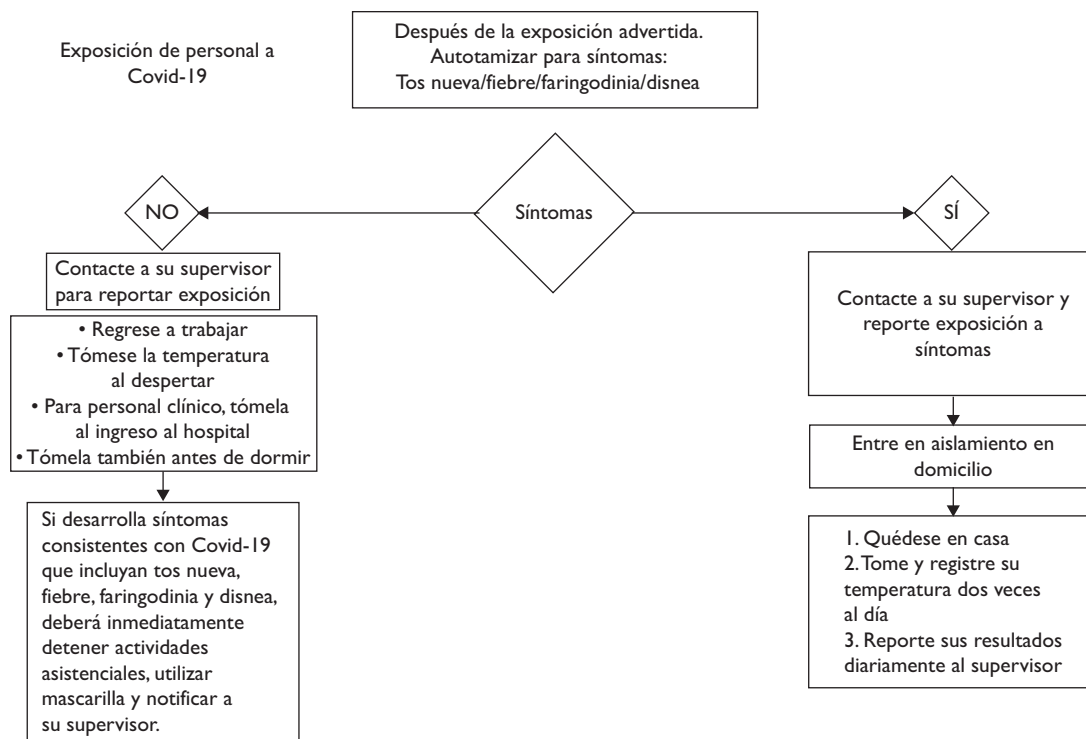 Exposición de personal a
Covid-19
Después de la exposición advertida.
Autotamizar para síntomas:
Tos nueva/fiebre/faringodinia/disnea
NO
Síntomas
SÍ
Contacte a su supervisor
para reportar exposición
• Regrese a trabajar
• Tómese la temperatura
al despertar
• Para personal clínico, tómela
al ingreso al hospital
• Tómela también antes de dormir
Si desarrolla síntomas
consistentes con Covid-19
que incluyan tos nueva,
fiebre, faringodinia y disnea,
deberá inmediatamente
detener actividades
asistenciales, utilizar
mascarilla y notificar a
su supervisor.
Contacte a su supervisor y
reporte exposición a
síntomas
Entre en aislamiento en
domicilio
1. Quédese en casa
2. Tome y registre su
temperatura dos veces
al día
3. Reporte sus resultados
diariamente al supervisor